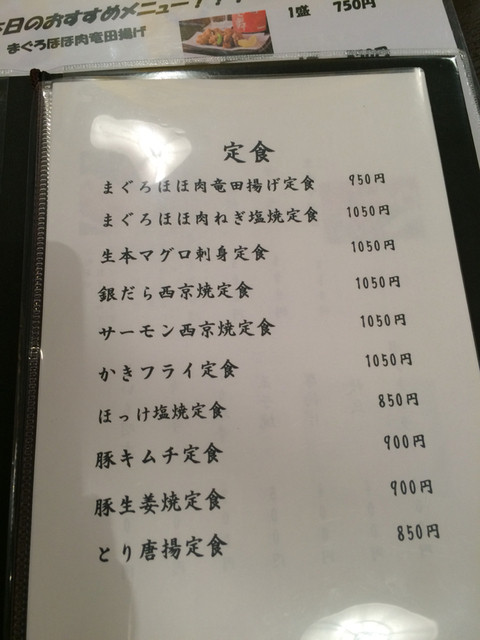 日のおすすめメニュー
まぐろほほ肉竜田揚げ
1盛 750円
定食
まぐろほほ肉竜田揚げ定食 950円
まぐろほほ肉ねぎ塩焼定食 1050円
生本マグロ刺身定食 1050円
銀だら西京焼定食 1050円
サーモン西京焼定食 1050円
かきフライ定食 1050円
ほっけ塩焼定食 850円
豚キムチ定食 900円
豚生姜焼定食 900円
とり唐揚定食 850円